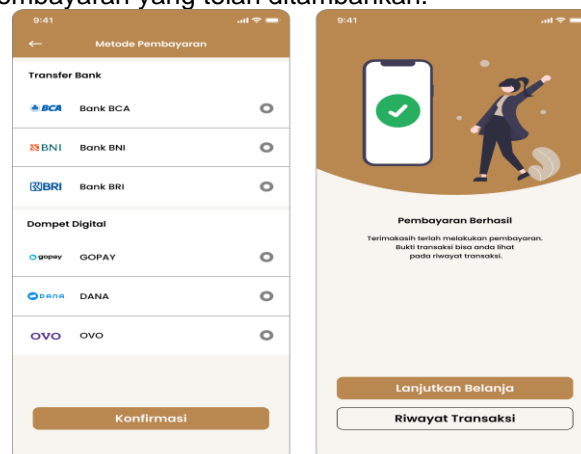 embayaran yang telah ditambahkan.
9:41
Metode Pembayaran
Transfer Bank
BCA Bank BCA
BNI Bank BNI
BRI Bank BRI
Dompet Digital
gopay GOPAY
DANA DANA
OVO OVO
Konfirmasi
9:41
Pembayaran Berhasil
Terimakasih terlah melakukan pembayaran.
Bukti transaksi bisa anda lihat
pada riwayat transaksi.
Lanjutkan Belanja
Riwayat Transaksi